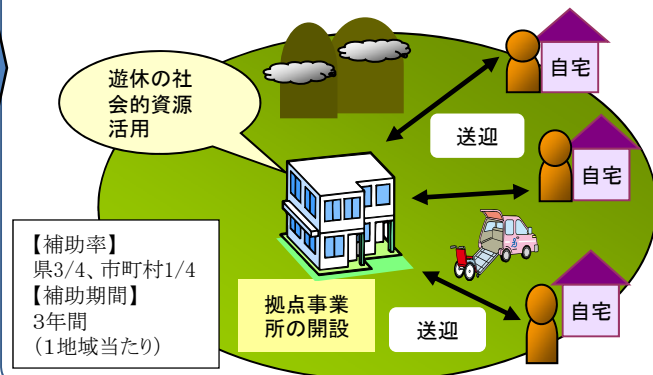 遊休の社
会的資源
活用
自宅
送迎
自宅
【補助率】
県3/4、市町村1/4
【補助期間】
3年間
(1地域当たり)
拠点事業
所の開設
送迎
自宅